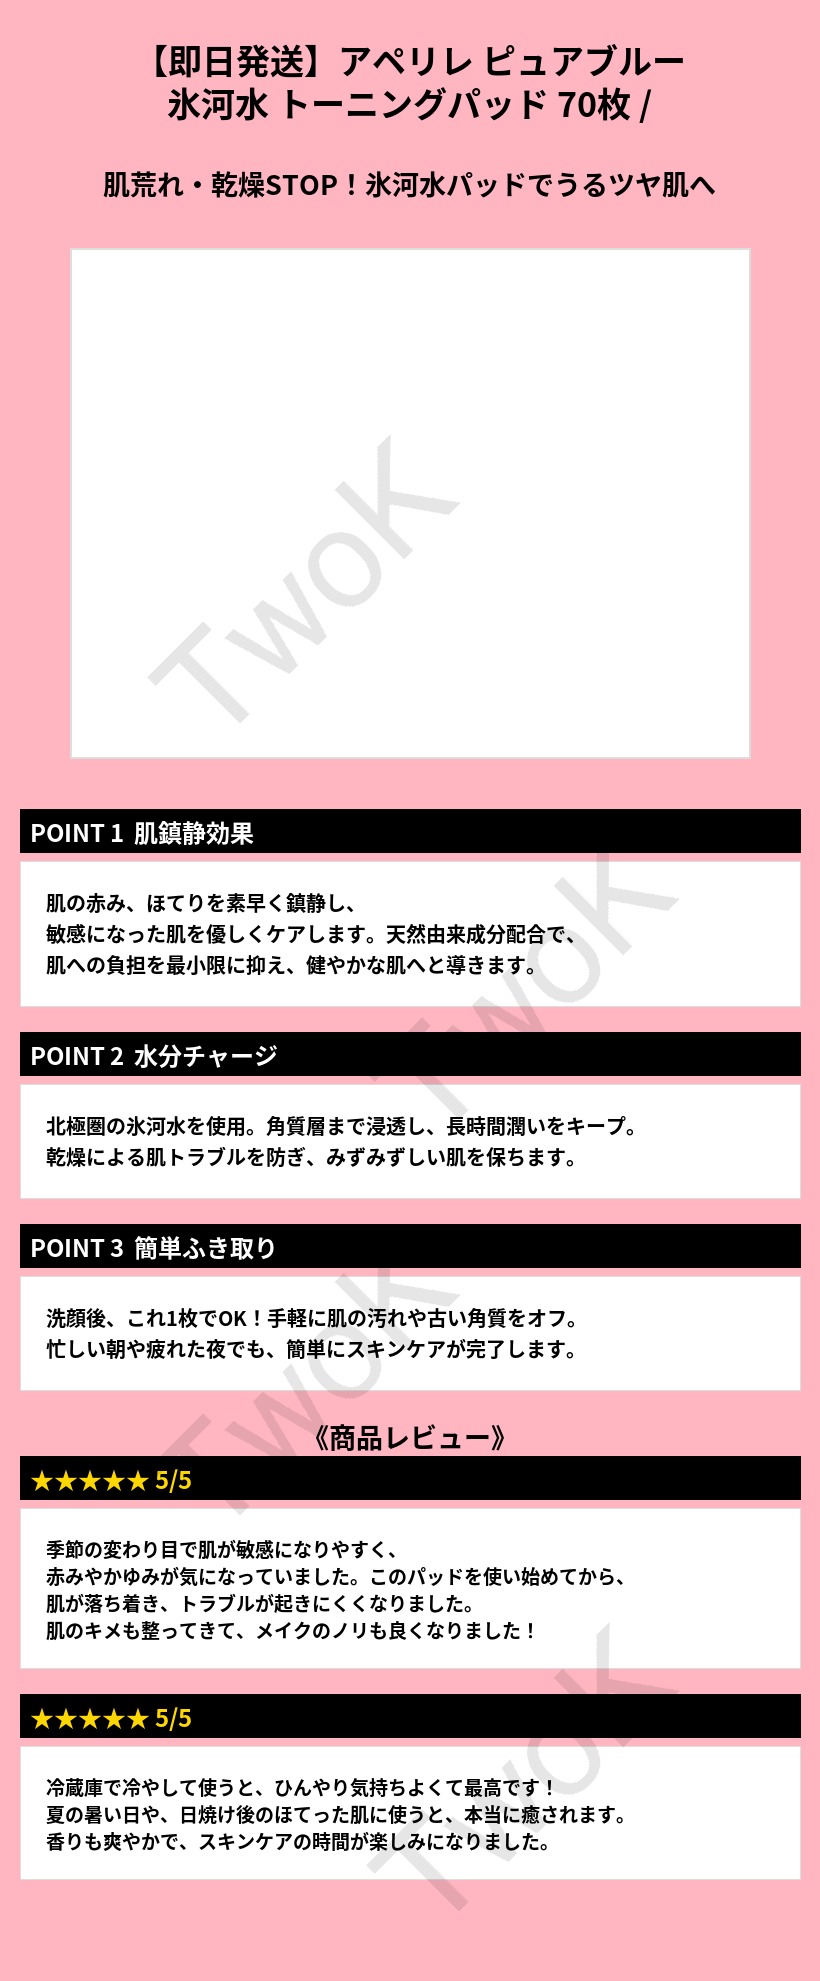 【即日発送】アペリレ ピュアブルー
氷河水 トーニングパッド 70枚 /
肌荒れ・乾燥STOP！氷河水パッドでうるツヤ肌へ
TwoK
POINT 1 肌鎮静効果
肌の赤み、ほてりを素早く鎮静し、
敏感になった肌を優しくケアします。天然由来成分配合で、
肌への負担を最小限に抑え、健やかな肌へと導きます。
TwoK
POINT 2 水分チャージ
北極圏の氷河水を使用。角質層まで浸透し、長時間潤いをキープ。
乾燥による肌トラブルを防ぎ、みずみずしい肌を保ちます。
POINT 3 簡単ふき取り
洗顔後、これ1枚でOK！手軽に肌の汚れや古い角質をオフ。
忙しい朝や疲れた夜でも、簡単にスキンケアが完了します。
TwoK
《商品レビュー》
★★★★★ 5/5
季節の変わり目で肌が敏感になりやすく、
赤みやかゆみが気になっていました。このパッドを使い始めてから、
肌が落ち着き、トラブルが起きにくくなりました。
肌のキメも整ってきて、メイクのノリも良くなりました！
★★★★★ 5/5
冷蔵庫で冷やして使うと、ひんやり気持ちよくて最高です！
夏の暑い日や、日焼け後のほてった肌に使うと、本当に癒されます。
香りも爽やかで、スキンケアの時間が楽しみになりました。
TwoK